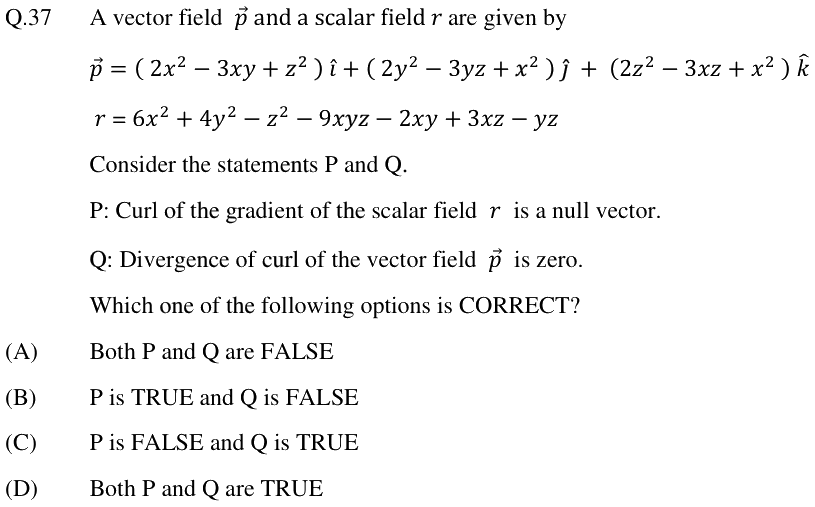 Q.37 A vector field p⃗ and a scalar field r are given by
p⃗ = ( 2x² − 3xy + z² ) î + ( 2y² − 3yz + x² ) ĵ + (2z² − 3xz + x² ) k̂
r = 6x² + 4y² − z² − 9xyz − 2xy + 3xz − yz
Consider the statements P and Q.
P: Curl of the gradient of the scalar field r is a null vector.
Q: Divergence of curl of the vector field p⃗ is zero.
Which one of the following options is CORRECT?
(A) Both P and Q are FALSE
(B) P is TRUE and Q is FALSE
(C) P is FALSE and Q is TRUE
(D) Both P and Q are TRUE